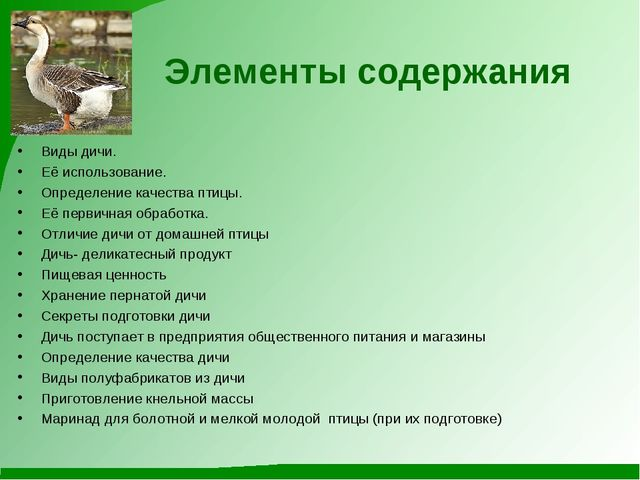 Элементы содержания
• Виды дичи.
• Её использование.
• Определение качества птицы.
• Её первичная обработка.
• Отличие дичи от домашней птицы
• Дичь- деликатесный продукт
• Пищевая ценность
• Хранение пернатой дичи
• Секреты подготовки дичи
• Дичь поступает в предприятия общественного питания и магазины
• Определение качества дичи
• Виды полуфабрикатов из дичи
• Приготовление кнельной массы
• Маринад для болотной и мелкой молодой  птицы (при их подготовке)